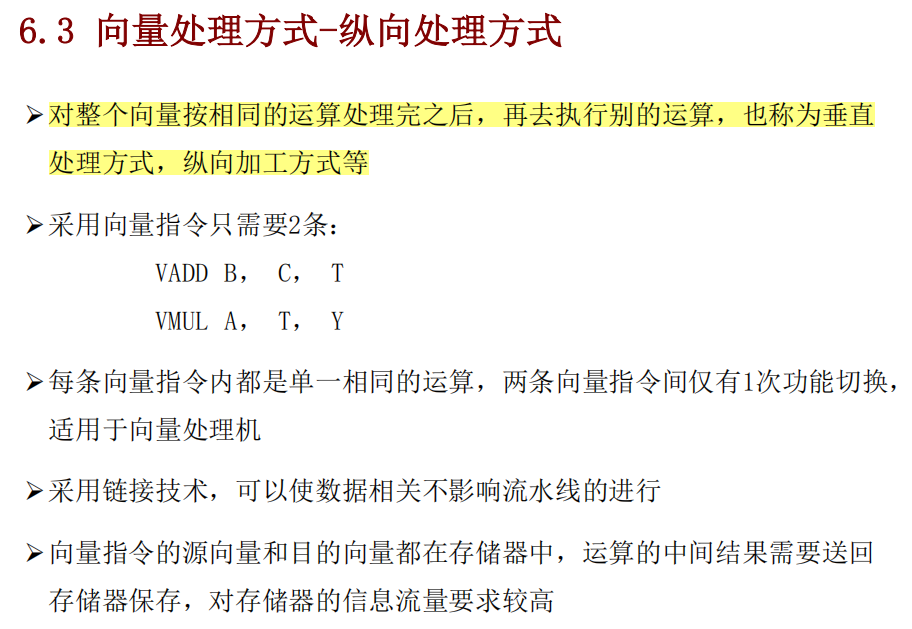 6.3 向量处理方式-纵向处理方式
➢对整个向量按相同的运算处理完之后，再去执行别的运算，也称为垂直
处理方式，纵向加工方式等
➢采用向量指令只需要2条：
VADD B， C， T
VMUL A， T， Y
➢每条向量指令内都是单一相同的运算，两条向量指令间仅有1次功能切换，
适用于向量处理机
➢采用链接技术，可以使数据相关不影响流水线的进行
➢向量指令的源向量和目的向量都在存储器中，运算的中间结果需要送回
存储器保存，对存储器的信息流量要求较高